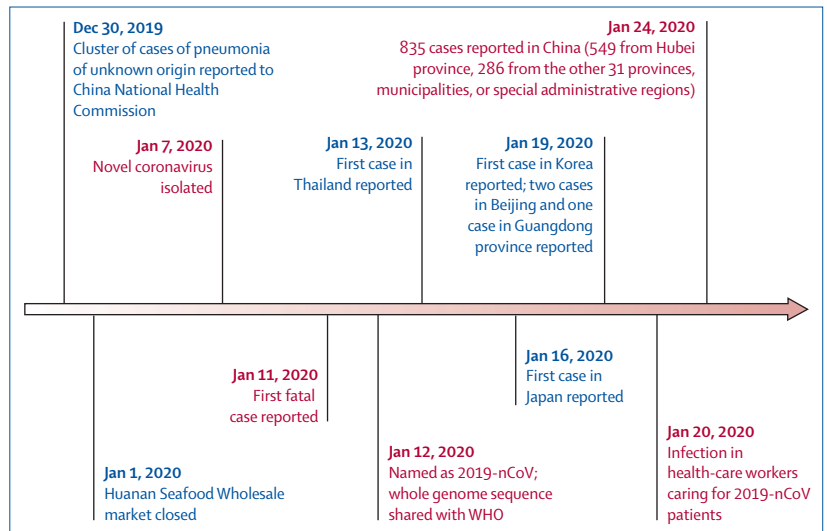 Dec 30, 2019
Cluster of cases of pneumonia
of unknown origin reported to
China National Health
Commission
Jan 24, 2020
835 cases reported in China (549 from Hubei
province, 286 from the other 31 provinces,
municipalities, or special administrative regions)
Jan 7, 2020
Novel coronavirus
isolated
Jan 13, 2020
First case in
Thailand reported
Jan 19, 2020
First case in Korea
reported; two cases
in Beijing and one
case in Guangdong
province reported
Jan 11, 2020
First fatal
case reported
Jan 16, 2020
First case in
Japan reported
Jan 1, 2020
Huanan Seafood Wholesale
market closed
Jan 12, 2020
Named as 2019-nCoV;
whole genome sequence
shared with WHO
Jan 20, 2020
Infection in
health-care workers
caring for 2019-nCoV
patients